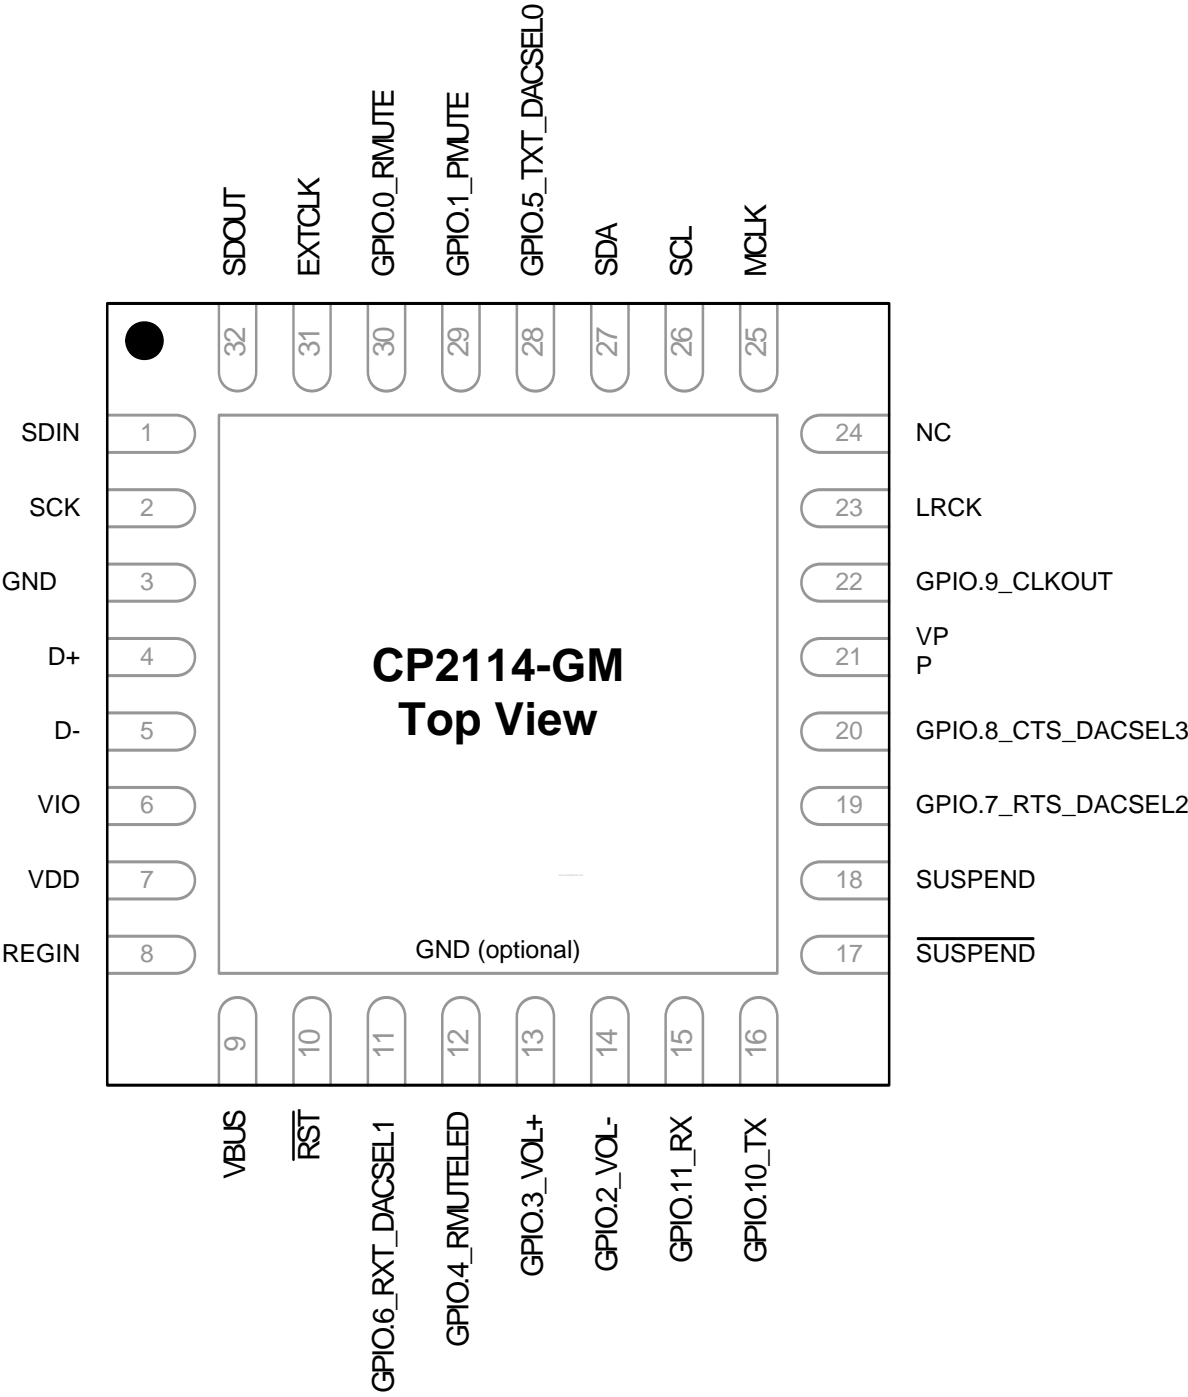 SDOUT
EXTCLK
GPIO.0_RMUTE
GPIO.1_PMUTE
GPIO.5_TXT_DACSEL0
SDA
SCL
MCLK
32
31
30
29
28
27
26
25
SDIN 1
SCK 2
GND 3
D+ 4
D- 5
VIO 6
VDD 7
REGIN 8
CP2114-GM
Top View
GND (optional)
24 NC
23 LRCK
22 GPIO.9_CLKOUT
21 VP
P
20 GPIO.8_CTS_DACSEL3
19 GPIO.7_RTS_DACSEL2
18 SUSPEND
17 SUSPEND
9
10
11
12
13
14
15
16
VBUS
RST
GPIO.6_RXT_DACSEL1
GPIO.4_RMUTELED
GPIO.3_VOL+
GPIO.2_VOL-
GPIO.11_RX
GPIO.10_TX